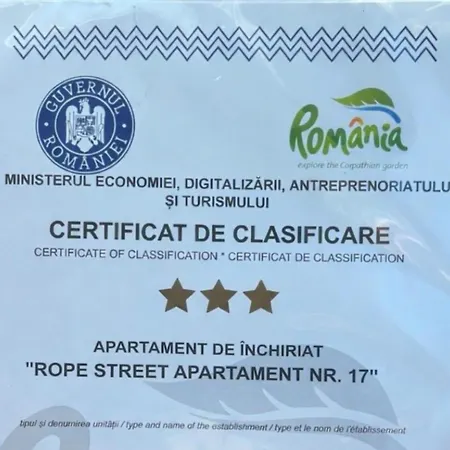 GUVERNUL
ROMÂNIEI
România
explore the Carpathian garden
MINISTERUL ECONOMIEI, DIGITALIZĂRII, ANTREPRENORIATULU
ȘI TURISMULUI
CERTIFICAT DE CLASIFICARE
CERTIFICATE OF CLASSIFICATION * CERTIFICAT DE CLASSIFICATION
APARTAMENT DE ÎNCHIRIAT
"ROPE STREET APARTAMENT NR. 17"
tipul și denumirea unității / type and name of the establishment / type et le nom de l'établissement